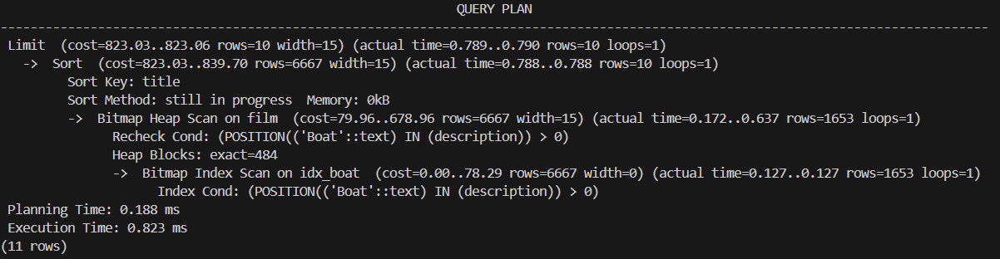 QUERY PLAN
-----------------------------------------------------------------------------------------------------------------------------------
Limit  (cost=823.03..823.06 rows=10 width=15) (actual time=0.789..0.790 rows=10 loops=1)
  ->  Sort  (cost=823.03..839.70 rows=6667 width=15) (actual time=0.788..0.788 rows=10 loops=1)
        Sort Key: title
        Sort Method: still in progress  Memory: 0kB
        ->  Bitmap Heap Scan on film  (cost=79.96..678.96 rows=6667 width=15) (actual time=0.172..0.637 rows=1653 loops=1)
              Recheck Cond: (POSITION(('Boat'::text) IN (description)) > 0)
              Heap Blocks: exact=484
              ->  Bitmap Index Scan on idx_boat  (cost=0.00..78.29 rows=6667 width=0) (actual time=0.127..0.127 rows=1653 loops=1)
                    Index Cond: (POSITION(('Boat'::text) IN (description)) > 0)
Planning Time: 0.188 ms
Execution Time: 0.823 ms
(11 rows)